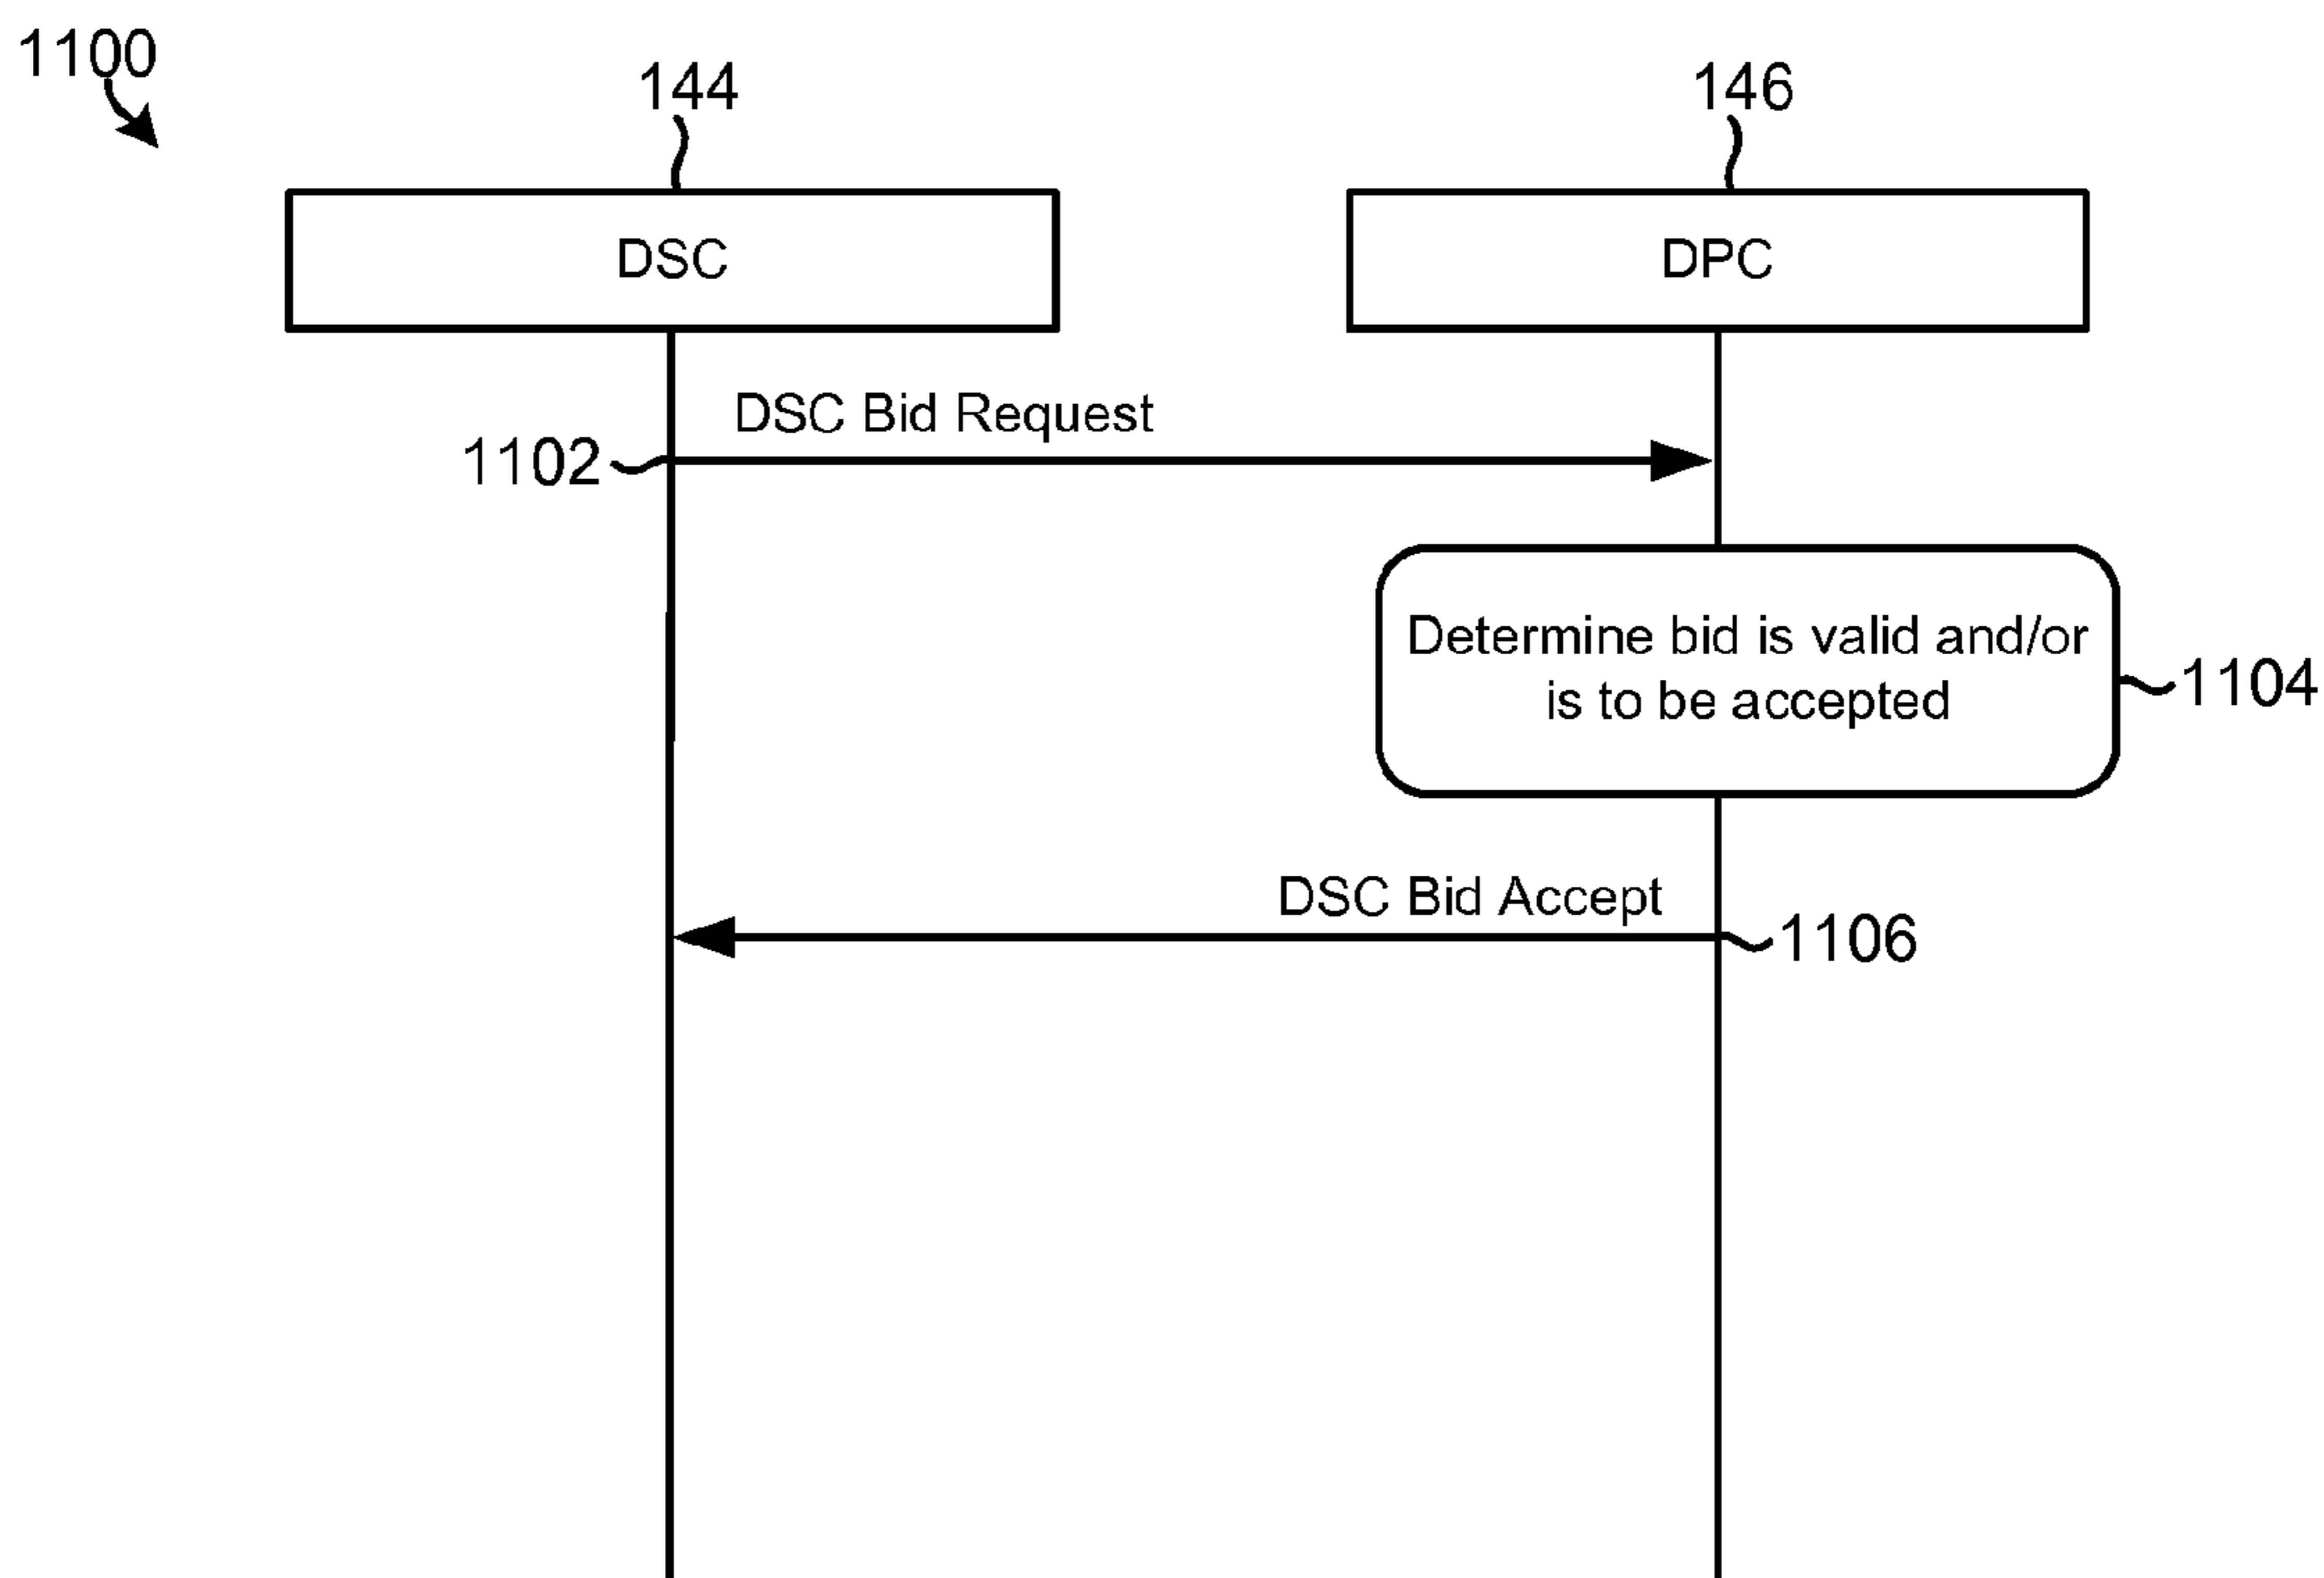 1100
144
146
DSC
DPC
DSC Bid Request
1102
Determine bid is valid and/or
is to be accepted
1104
DSC Bid Accept
1106